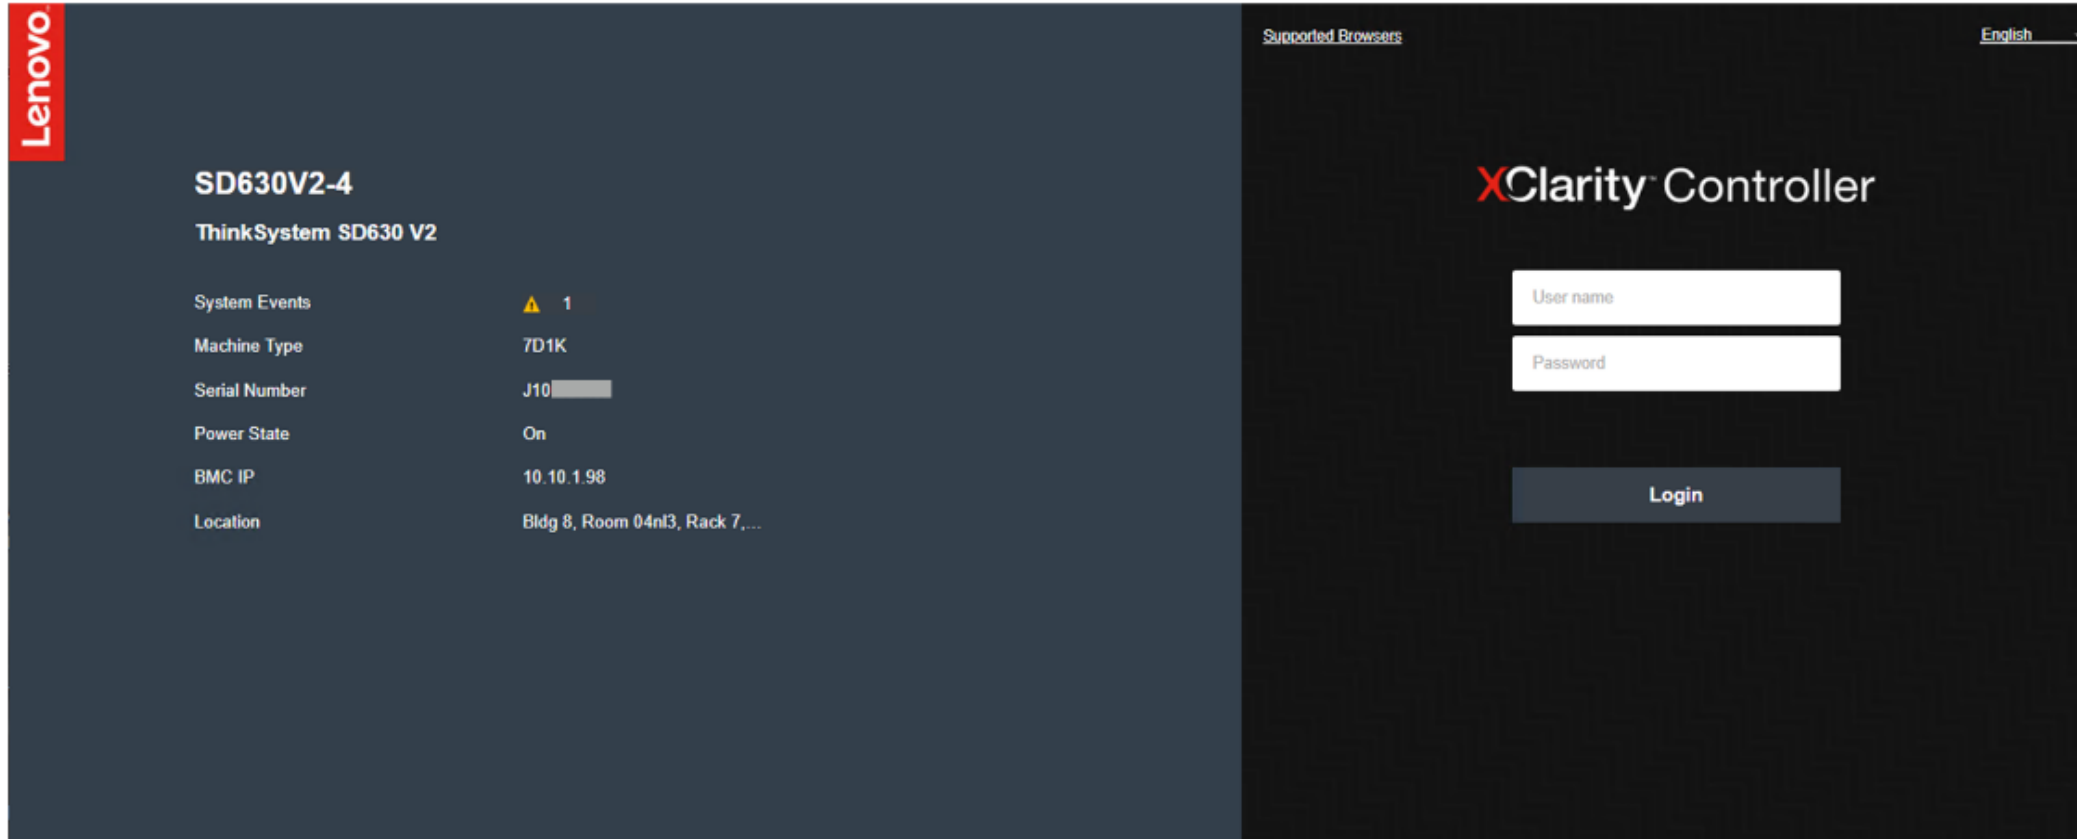 Lenovo
SD630V2-4
ThinkSystem SD630 V2
System Events 1
Machine Type 7D1K
Serial Number J10
Power State On
BMC IP 10.10.1.98
Location Bldg 8, Room 04nl3, Rack 7,...
Supported Browsers
English
XClarity™ Controller
User name
Password
Login